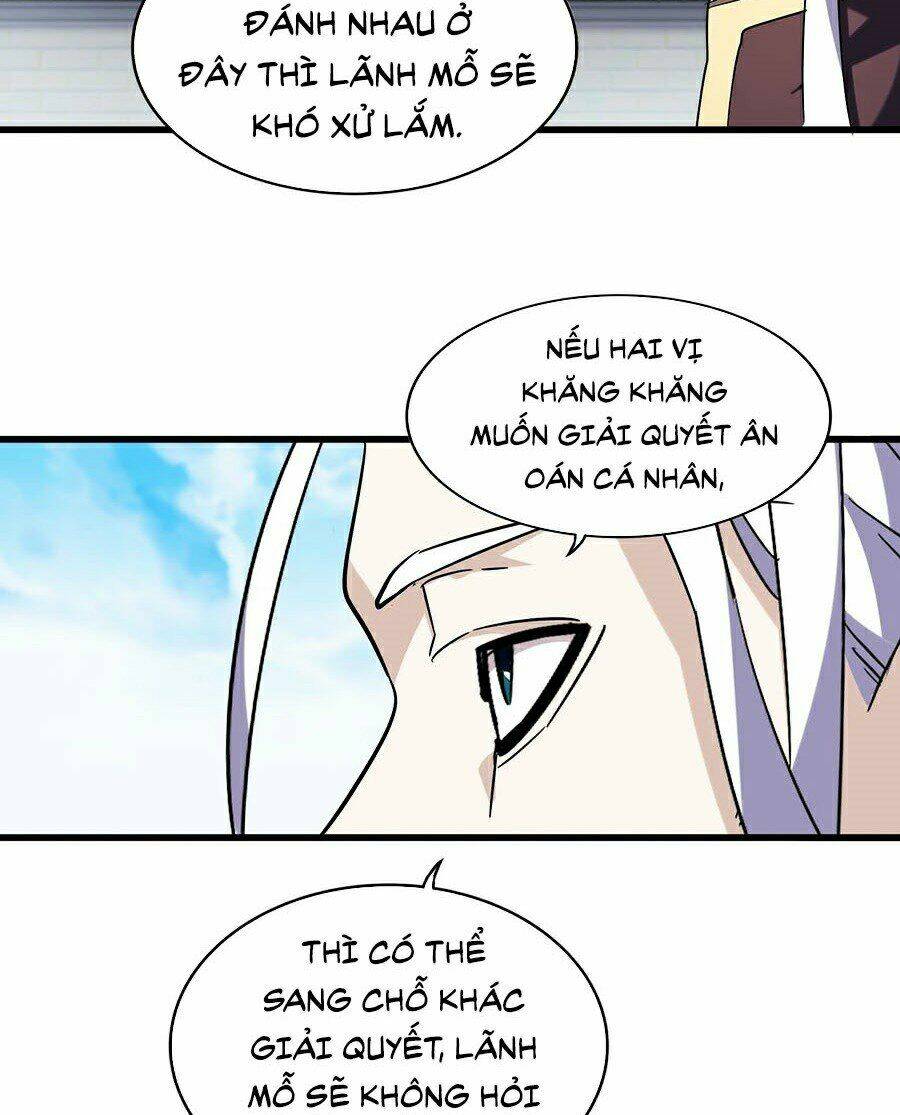 ĐÁNH NHAU Ở
ĐÂY THÌ LÃNH MỖ SẼ
KHÓ XỬ LẮM.
NẾU HAI VỊ
KHĂNG KHĂNG
MUỐN GIẢI QUYẾT ÂN
OÁN CÁ NHÂN,
THÌ CÓ THỂ
SANG CHỖ KHÁC
GIẢI QUYẾT, LÃNH
MỖ SẼ KHÔNG HỎI